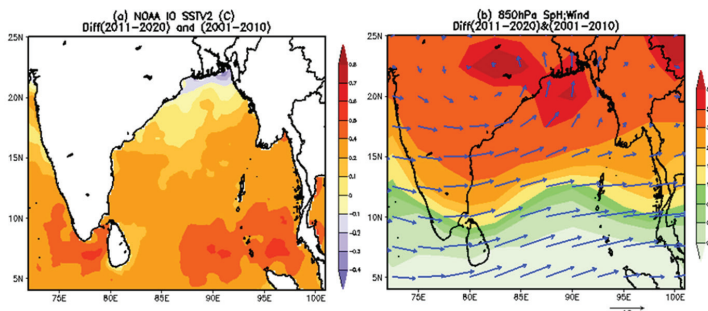 (a) NOAA IO SSTV2 (C)
Diff(2011-2020) and (2001-2010)
25N
20N
15N
10N
5N
75E
80E
85E
90E
95E
100E
0.8
0.7
0.6
0.5
0.4
0.3
0.2
0.1
0
-0.1
-0.2
-0.3
-0.4
(b) 850hPa SpH;Wind
Diff(2011-2020)&(2001-2010)
25N
20N
15N
10N
5N
75E
80E
85E
90E
95E
100E